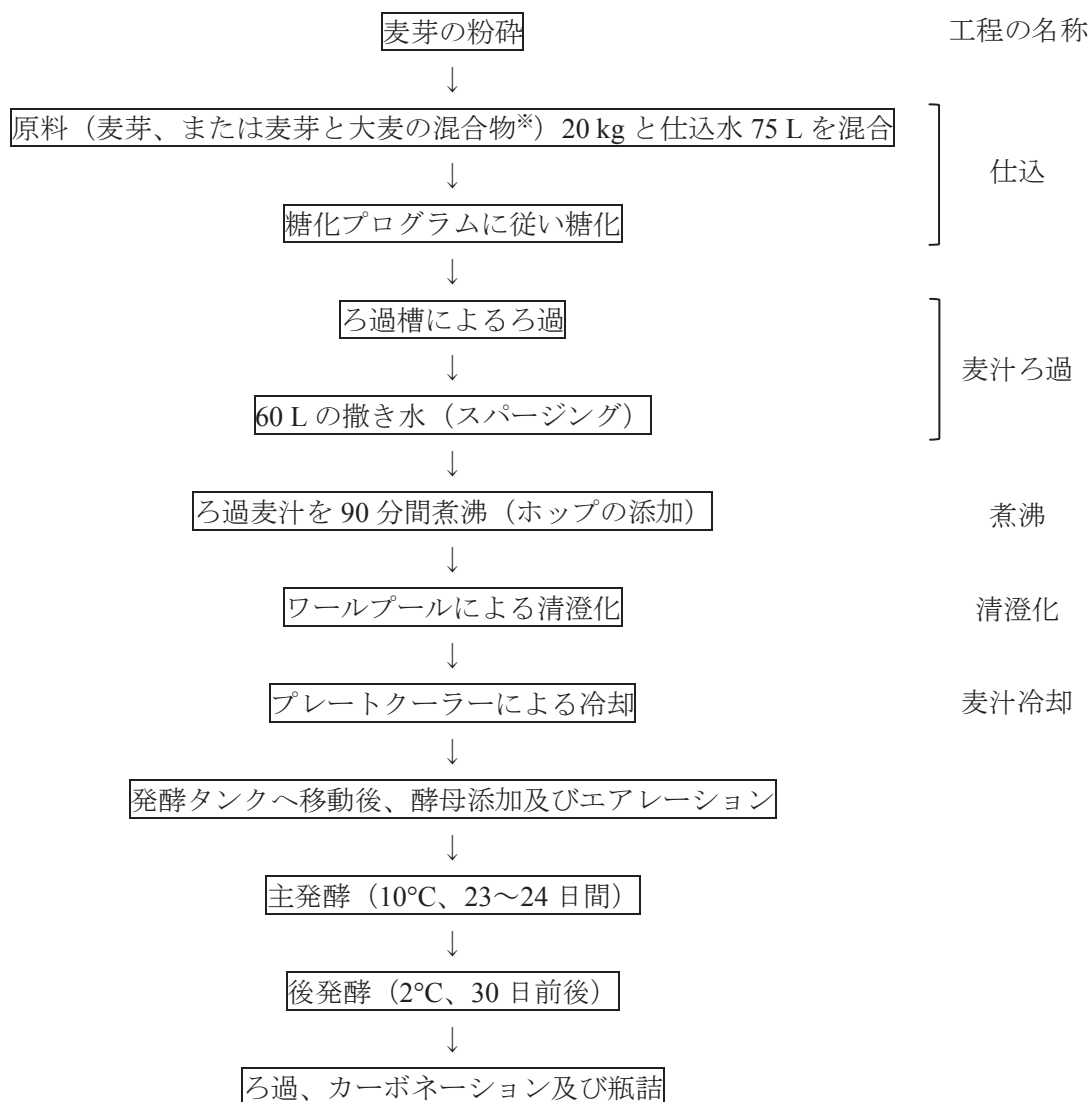 麦芽の粉砕 工程の名称
↓
原料（麦芽、または麦芽と大麦の混合物※）20 kg と仕込水 75 L を混合
↓ 仕込
糖化プログラムに従い糖化
↓
ろ過槽によるろ過
↓ 麦汁ろ過
60 L の撒き水（スパージング）
↓
ろ過麦汁を 90 分間煮沸（ホップの添加） 煮沸
↓
ワールプールによる清澄化 清澄化
↓
プレートクーラーによる冷却 麦汁冷却
↓
発酵タンクへ移動後、酵母添加及びエアレーション
↓
主発酵（10°C、23～24 日間）
↓
後発酵（2°C、30 日前後）
↓
ろ過、カーボネーション及び瓶詰